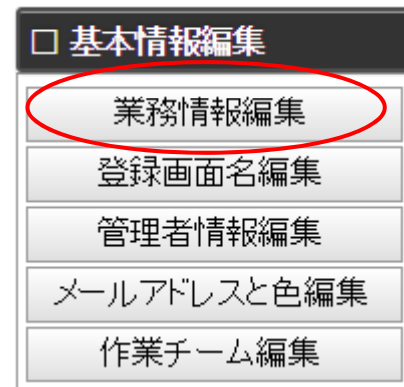 □ 基本情報編集
業務情報編集
登録画面名編集
管理者情報編集
メールアドレスと色編集
作業チーム編集